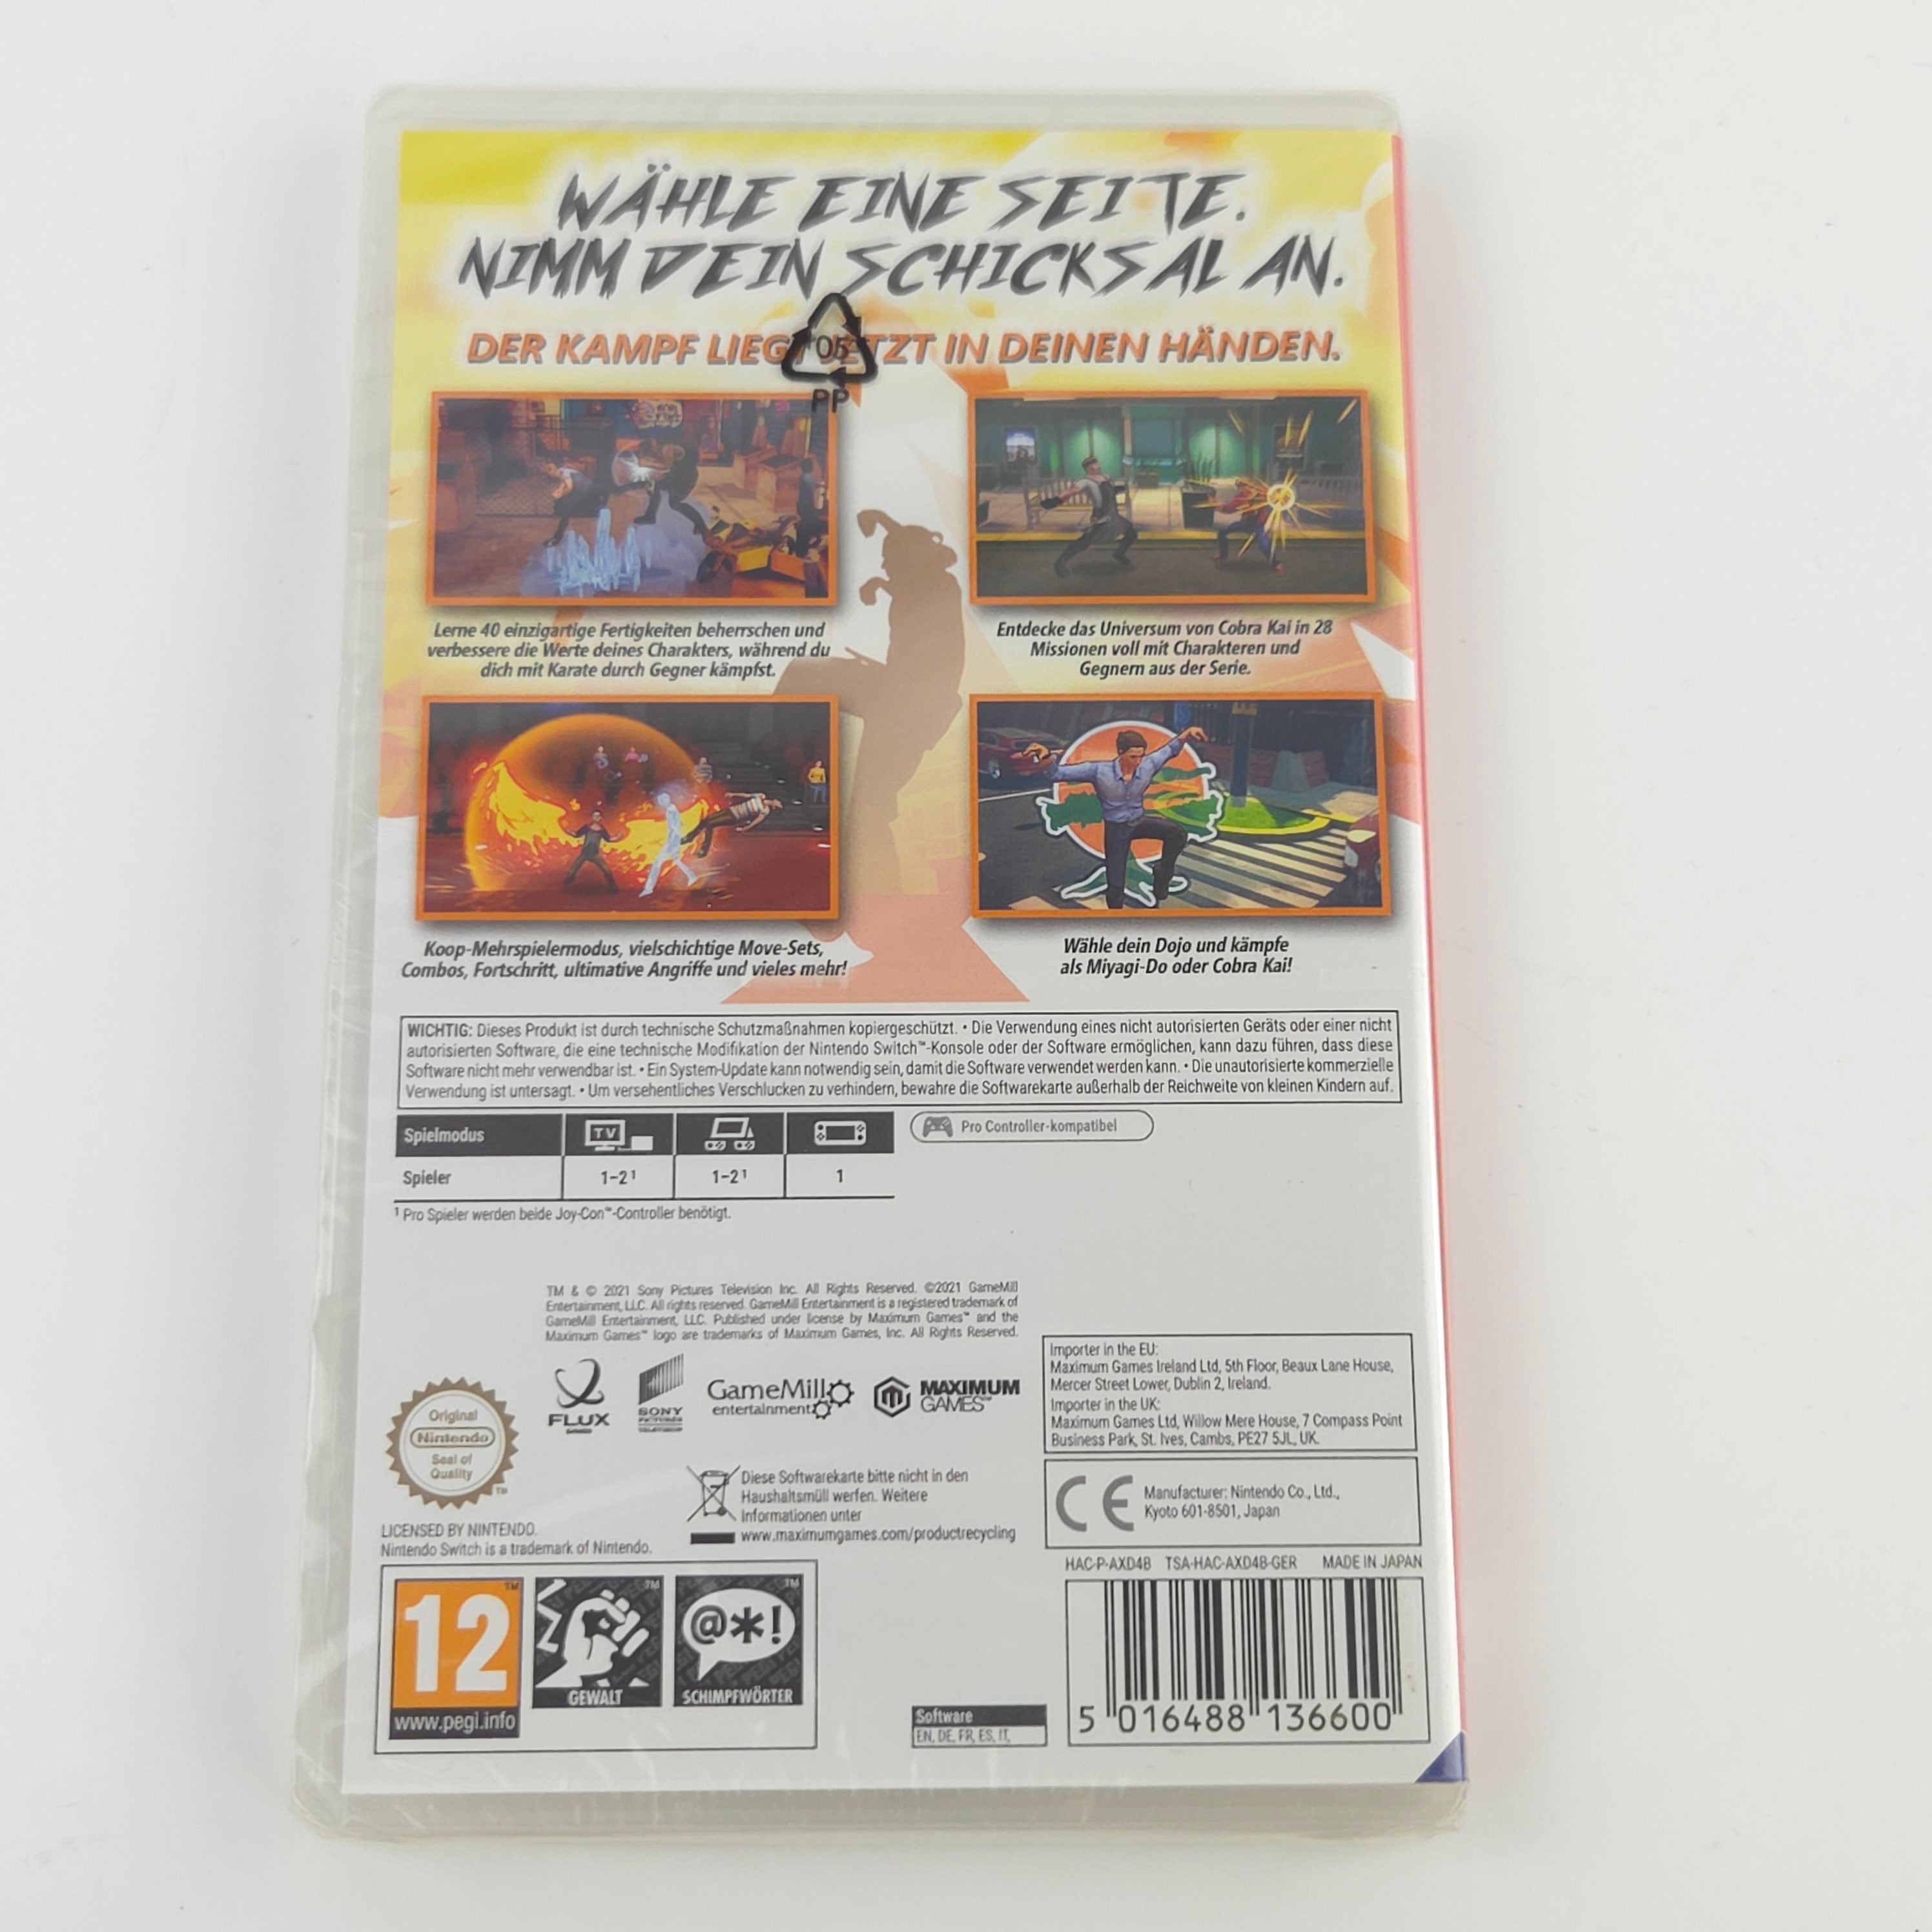 WÄHLE EINE SEITE.
NIMM DEIN SCHICKSAL AN.
DER KAMPF LIEGT JETZT IN DEINEN HÄNDEN.
05
PP
Lerne 40 einzigartige Fertigkeiten beherrschen und
verbessere die Werte deines Charakters, während du
dich mit Karate durch Gegner kämpfst.
Entdecke das Universum von Cobra Kai in 28
Missionen voll mit Charakteren und
Gegnern aus der Serie.
Koop-Mehrspielermodus, vielschichtige Move-Sets,
Combos, Fortschritt, ultimative Angriffe und vieles mehr!
Wähle dein Dojo und kämpfe
als Miyagi-Do oder Cobra Kai!
WICHTIG: Dieses Produkt ist durch technische Schutzmaßnahmen kopiergeschützt. • Die Verwendung eines nicht autorisierten Geräts oder einer nicht
autorisierten Software, die eine technische Modifikation der Nintendo Switch™-Konsole oder der Software ermöglichen, kann dazu führen, dass diese
Software nicht mehr verwendbar ist. • Ein System-Update kann notwendig sein, damit die Software verwendet werden kann. • Die unautorisierte kommerzielle
Verwendung ist untersagt. • Um versehentliches Verschlucken zu verhindern, bewahre die Softwarekarte außerhalb der Reichweite von kleinen Kindern auf.
Spielmodus TV
Pro Controller-kompatibel
Spieler 1-2¹ 1-2¹ 1
¹ Pro Spieler werden beide Joy-Con™-Controller benötigt.
TM & © 2021 Sony Pictures Television Inc. All Rights Reserved. ©2021 GameMill
Entertainment, LLC. All rights reserved. GameMill Entertainment is a registered trademark of
GameMill Entertainment, LLC. Published under license by Maximum Games™ and the
Maximum Games™ logo are trademarks of Maximum Games, Inc. All Rights Reserved.
FLUX
GAMES
SONY
PICTURES
TELEVISION
GameMill
entertainment
MAXIMUM
GAMES™
Importer in the EU:
Maximum Games Ireland Ltd, 5th Floor, Beaux Lane House,
Mercer Street Lower, Dublin 2, Ireland.
Importer in the UK:
Maximum Games Ltd, Willow Mere House, 7 Compass Point
Business Park, St. Ives, Cambs, PE27 5JL, UK.
Original
Nintendo
Seal of
Quality
TM
LICENSED BY NINTENDO.
Nintendo Switch is a trademark of Nintendo.
Diese Softwarekarte bitte nicht in den
Haushaltsmüll werfen. Weitere
Informationen unter
www.maximumgames.com/productrecycling
CE
Manufacturer: Nintendo Co., Ltd.,
Kyoto 601-8501, Japan
HAC-P-AXD4B TSA-HAC-AXD4B-GER MADE IN JAPAN
12
TM
www.pegi.info
TM
GEWALT
TM
@*!
SCHIMPFWÖRTER
Software
EN, DE, FR, ES, IT,
5 016488 136600